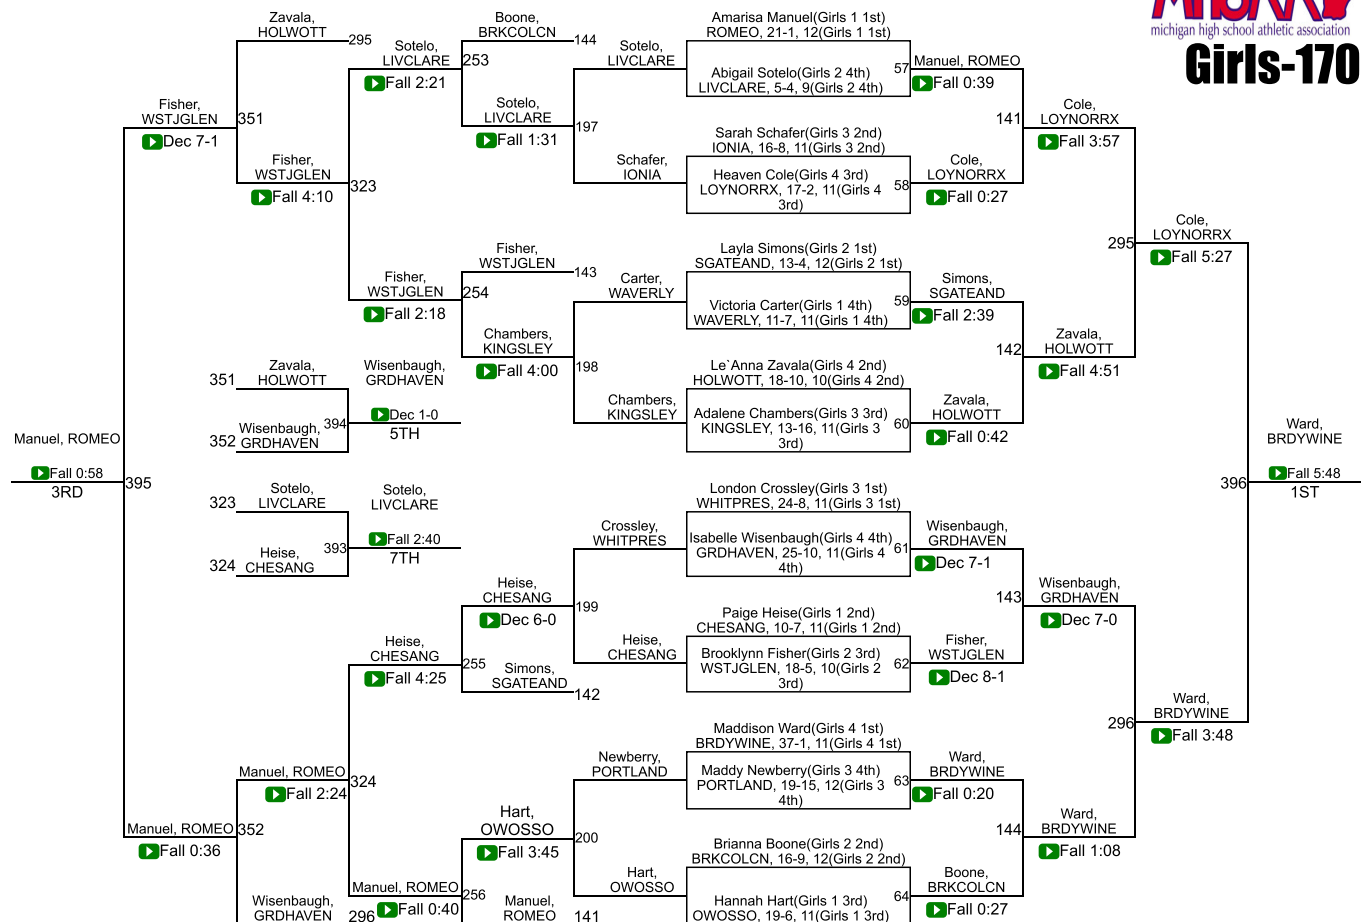 MHSAA
michigan high school athletic association
Girls-170
Zavala,
HOLWOTT
295
Fisher,
WSTJGLEN
Dec 7-1
351
Fisher,
WSTJGLEN
Fall 4:10
Sotelo,
LIVCLARE
Fall 2:21
323
Fisher,
WSTJGLEN
Fall 2:18
Boone,
BRKCOLCN
144
253
Sotelo,
LIVCLARE
Fall 1:31
Fisher,
WSTJGLEN
143
254
Chambers,
KINGSLEY
Fall 4:00
Sotelo,
LIVCLARE
197
Schafer,
IONIA
Carter,
WAVERLY
198
Chambers,
KINGSLEY
Amarisa Manuel(Girls 1 1st)
ROMEO, 21-1, 12(Girls 1 1st)
57
Abigail Sotelo(Girls 2 4th)
LIVCLARE, 5-4, 9(Girls 2 4th)
Sarah Schafer(Girls 3 2nd)
IONIA, 16-8, 11(Girls 3 2nd)
58
Heaven Cole(Girls 4 3rd)
LOYNORRX, 17-2, 11(Girls 4
3rd)
Layla Simons(Girls 2 1st)
SGATEAND, 13-4, 12(Girls 2 1st)
59
Victoria Carter(Girls 1 4th)
WAVERLY, 11-7, 11(Girls 1 4th)
Le`Anna Zavala(Girls 4 2nd)
HOLWOTT, 18-10, 10(Girls 4 2nd)
60
Adalene Chambers(Girls 3 3rd)
KINGSLEY, 13-16, 11(Girls 3
3rd)
Manuel, ROMEO
Fall 0:39
141
Cole,
LOYNORRX
Fall 0:27
Simons,
SGATEAND
Fall 2:39
142
Zavala,
HOLWOTT
Fall 0:42
Cole,
LOYNORRX
Fall 3:57
295
Zavala,
HOLWOTT
Fall 4:51
Cole,
LOYNORRX
Fall 5:27
351
Zavala,
HOLWOTT
352
Wisenbaugh,
GRDHAVEN
394
Wisenbaugh,
GRDHAVEN
Dec 1-0
5TH
Manuel, ROMEO
Fall 0:58
3RD
395
323
Sotelo,
LIVCLARE
324
Heise,
CHESANG
393
Sotelo,
LIVCLARE
Fall 2:40
7TH
396
Ward,
BRDYWINE
Fall 5:48
1ST
Crossley,
WHITPRES
199
Heise,
CHESANG
London Crossley(Girls 3 1st)
WHITPRES, 24-8, 11(Girls 3 1st)
61
Isabelle Wisenbaugh(Girls 4 4th)
GRDHAVEN, 25-10, 11(Girls 4
4th)
Paige Heise(Girls 1 2nd)
CHESANG, 10-7, 11(Girls 1 2nd)
62
Brooklynn Fisher(Girls 2 3rd)
WSTJGLEN, 18-5, 10(Girls 2
3rd)
Wisenbaugh,
GRDHAVEN
Dec 7-1
143
Fisher,
WSTJGLEN
Dec 8-1
Wisenbaugh,
GRDHAVEN
Dec 7-0
Heise,
CHESANG
Dec 6-0
Heise,
CHESANG
Fall 4:25
255
Simons,
SGATEAND
142
296
Ward,
BRDYWINE
Fall 3:48
Newberry,
PORTLAND
200
Hart,
OWOSSO
Maddison Ward(Girls 4 1st)
BRDYWINE, 37-1, 11(Girls 4 1st)
63
Maddy Newberry(Girls 3 4th)
PORTLAND, 19-15, 12(Girls 3
4th)
Brianna Boone(Girls 2 2nd)
BRKCOLCN, 16-9, 12(Girls 2 2nd)
64
Hannah Hart(Girls 1 3rd)
OWOSSO, 19-6, 11(Girls 1 3rd)
Ward,
BRDYWINE
Fall 0:20
144
Boone,
BRKCOLCN
Fall 0:27
Ward,
BRDYWINE
Fall 1:08
Manuel, ROMEO
Fall 2:24
324
Manuel, ROMEO
Fall 0:36
352
Wisenbaugh,
GRDHAVEN
296
Hart,
OWOSSO
Fall 3:45
Manuel, ROMEO
Fall 0:40
256
Manuel,
ROMEO
141